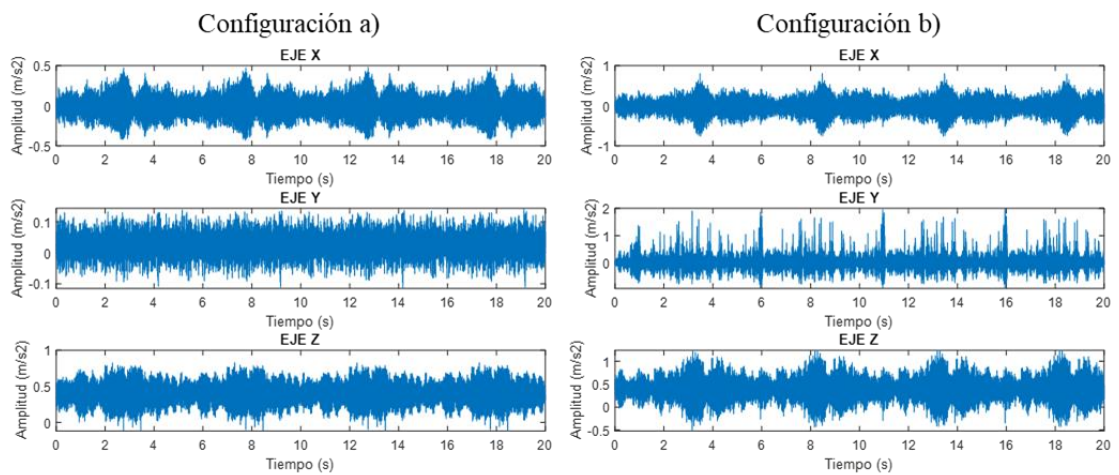 Configuración a)
EJE X
Amplitud (m/s2)
0.5
0
-0.5
0 2 4 6 8 10 12 14 16 18 20
Tiempo (s)
EJE Y
Amplitud (m/s2)
0.1
0
-0.1
0 2 4 6 8 10 12 14 16 18 20
Tiempo (s)
EJE Z
Amplitud (m/s2)
1
0.5
0
0 2 4 6 8 10 12 14 16 18 20
Tiempo (s)
Configuración b)
EJE X
Amplitud (m/s2)
1
0
-1
0 2 4 6 8 10 12 14 16 18 20
Tiempo (s)
EJE Y
Amplitud (m/s2)
2
1
0
0 2 4 6 8 10 12 14 16 18 20
Tiempo (s)
EJE Z
Amplitud (m/s2)
1
0.5
0
-0.5
0 2 4 6 8 10 12 14 16 18 20
Tiempo (s)